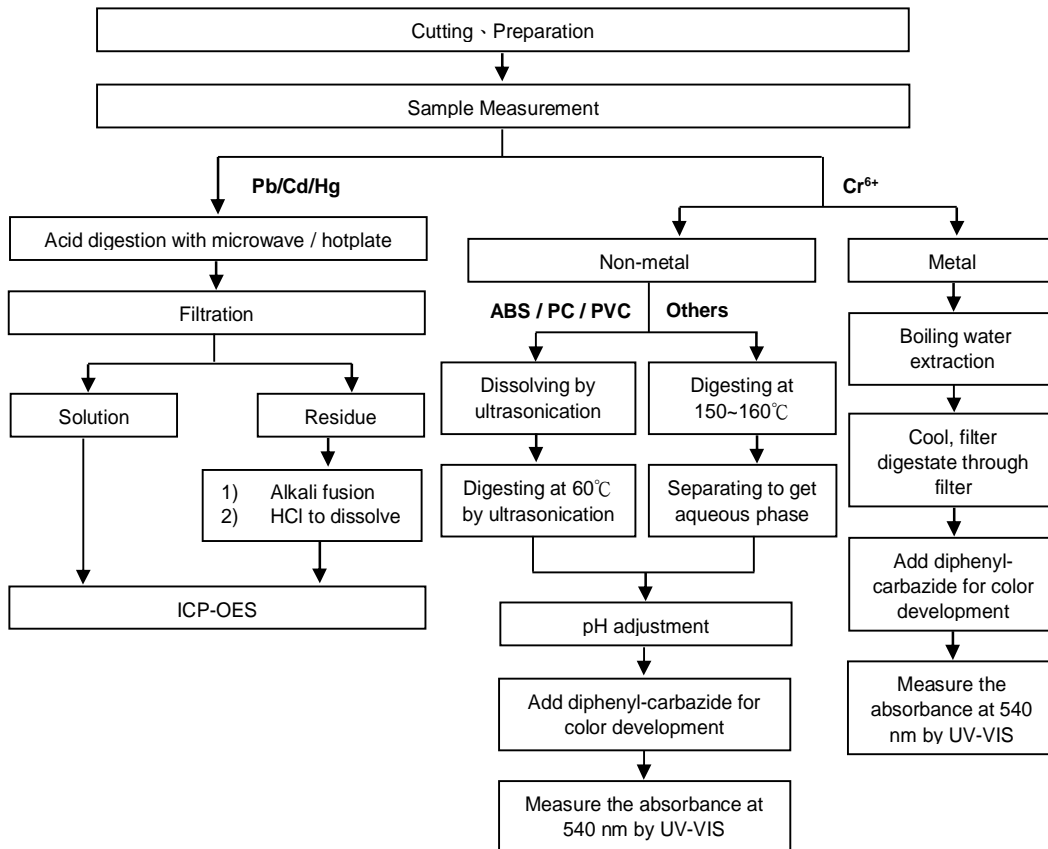 Cutting、Preparation
Sample Measurement
Pb/Cd/Hg
Cr⁶⁺
Acid digestion with microwave / hotplate
Non-metal
Metal
Filtration
ABS / PC / PVC
Others
Boiling water
extraction
Solution
Residue
Dissolving by
ultrasonication
Digesting at
150~160℃
Cool, filter
digestate through
filter
1) Alkali fusion
2) HCl to dissolve
Digesting at 60℃
by ultrasonication
Separating to get
aqueous phase
Add diphenyl-
carbazide for color
development
ICP-OES
pH adjustment
Measure the
absorbance at 540
nm by UV-VIS
Add diphenyl-carbazide for
color development
Measure the absorbance at
540 nm by UV-VIS